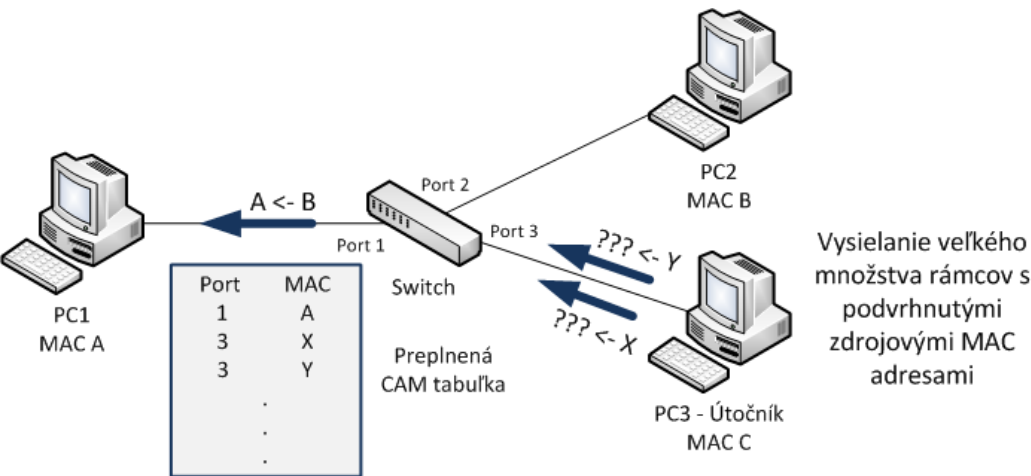 PC2
MAC B
Port 2
A <- B
Port 3
??? <- Y
Port 1
Switch
??? <- X
PC1
MAC A
Port MAC
1 A
3 X
3 Y
.
.
.
Preplnená
CAM tabuľka
PC3 - Útočník
MAC C
Vysielanie veľkého
množstva rámcov s
podvrhnutými
zdrojovými MAC
adresami